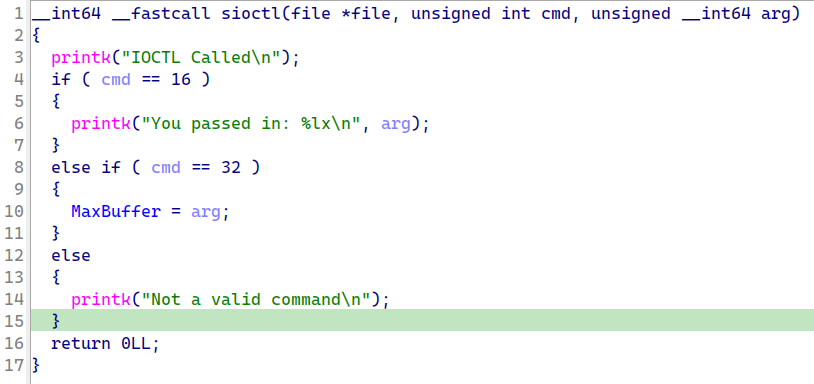 1 __int64 __fastcall sioctl(file *file, unsigned int cmd, unsigned __int64 arg)
2 {
3   printk("IOCTL Called\n");
4   if ( cmd == 16 )
5   {
6     printk("You passed in: %lx\n", arg);
7   }
8   else if ( cmd == 32 )
9   {
10     MaxBuffer = arg;
11   }
12   else
13   {
14     printk("Not a valid command\n");
15   }
16   return 0LL;
17 }